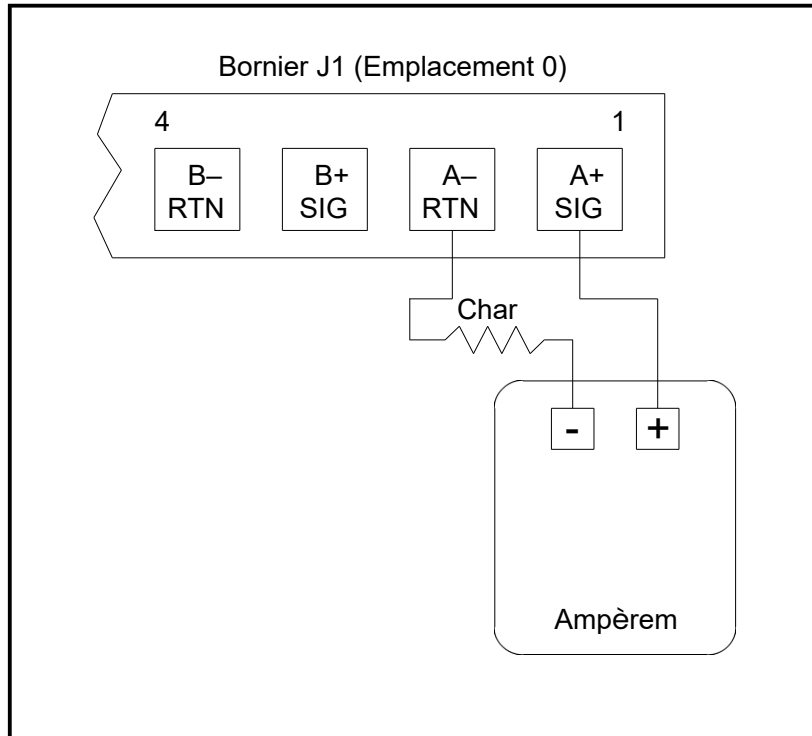 Bornier J1 (Emplacement 0)
4 1
B– B+ A– A+
RTN SIG RTN SIG
Char
- +
Ampèrem